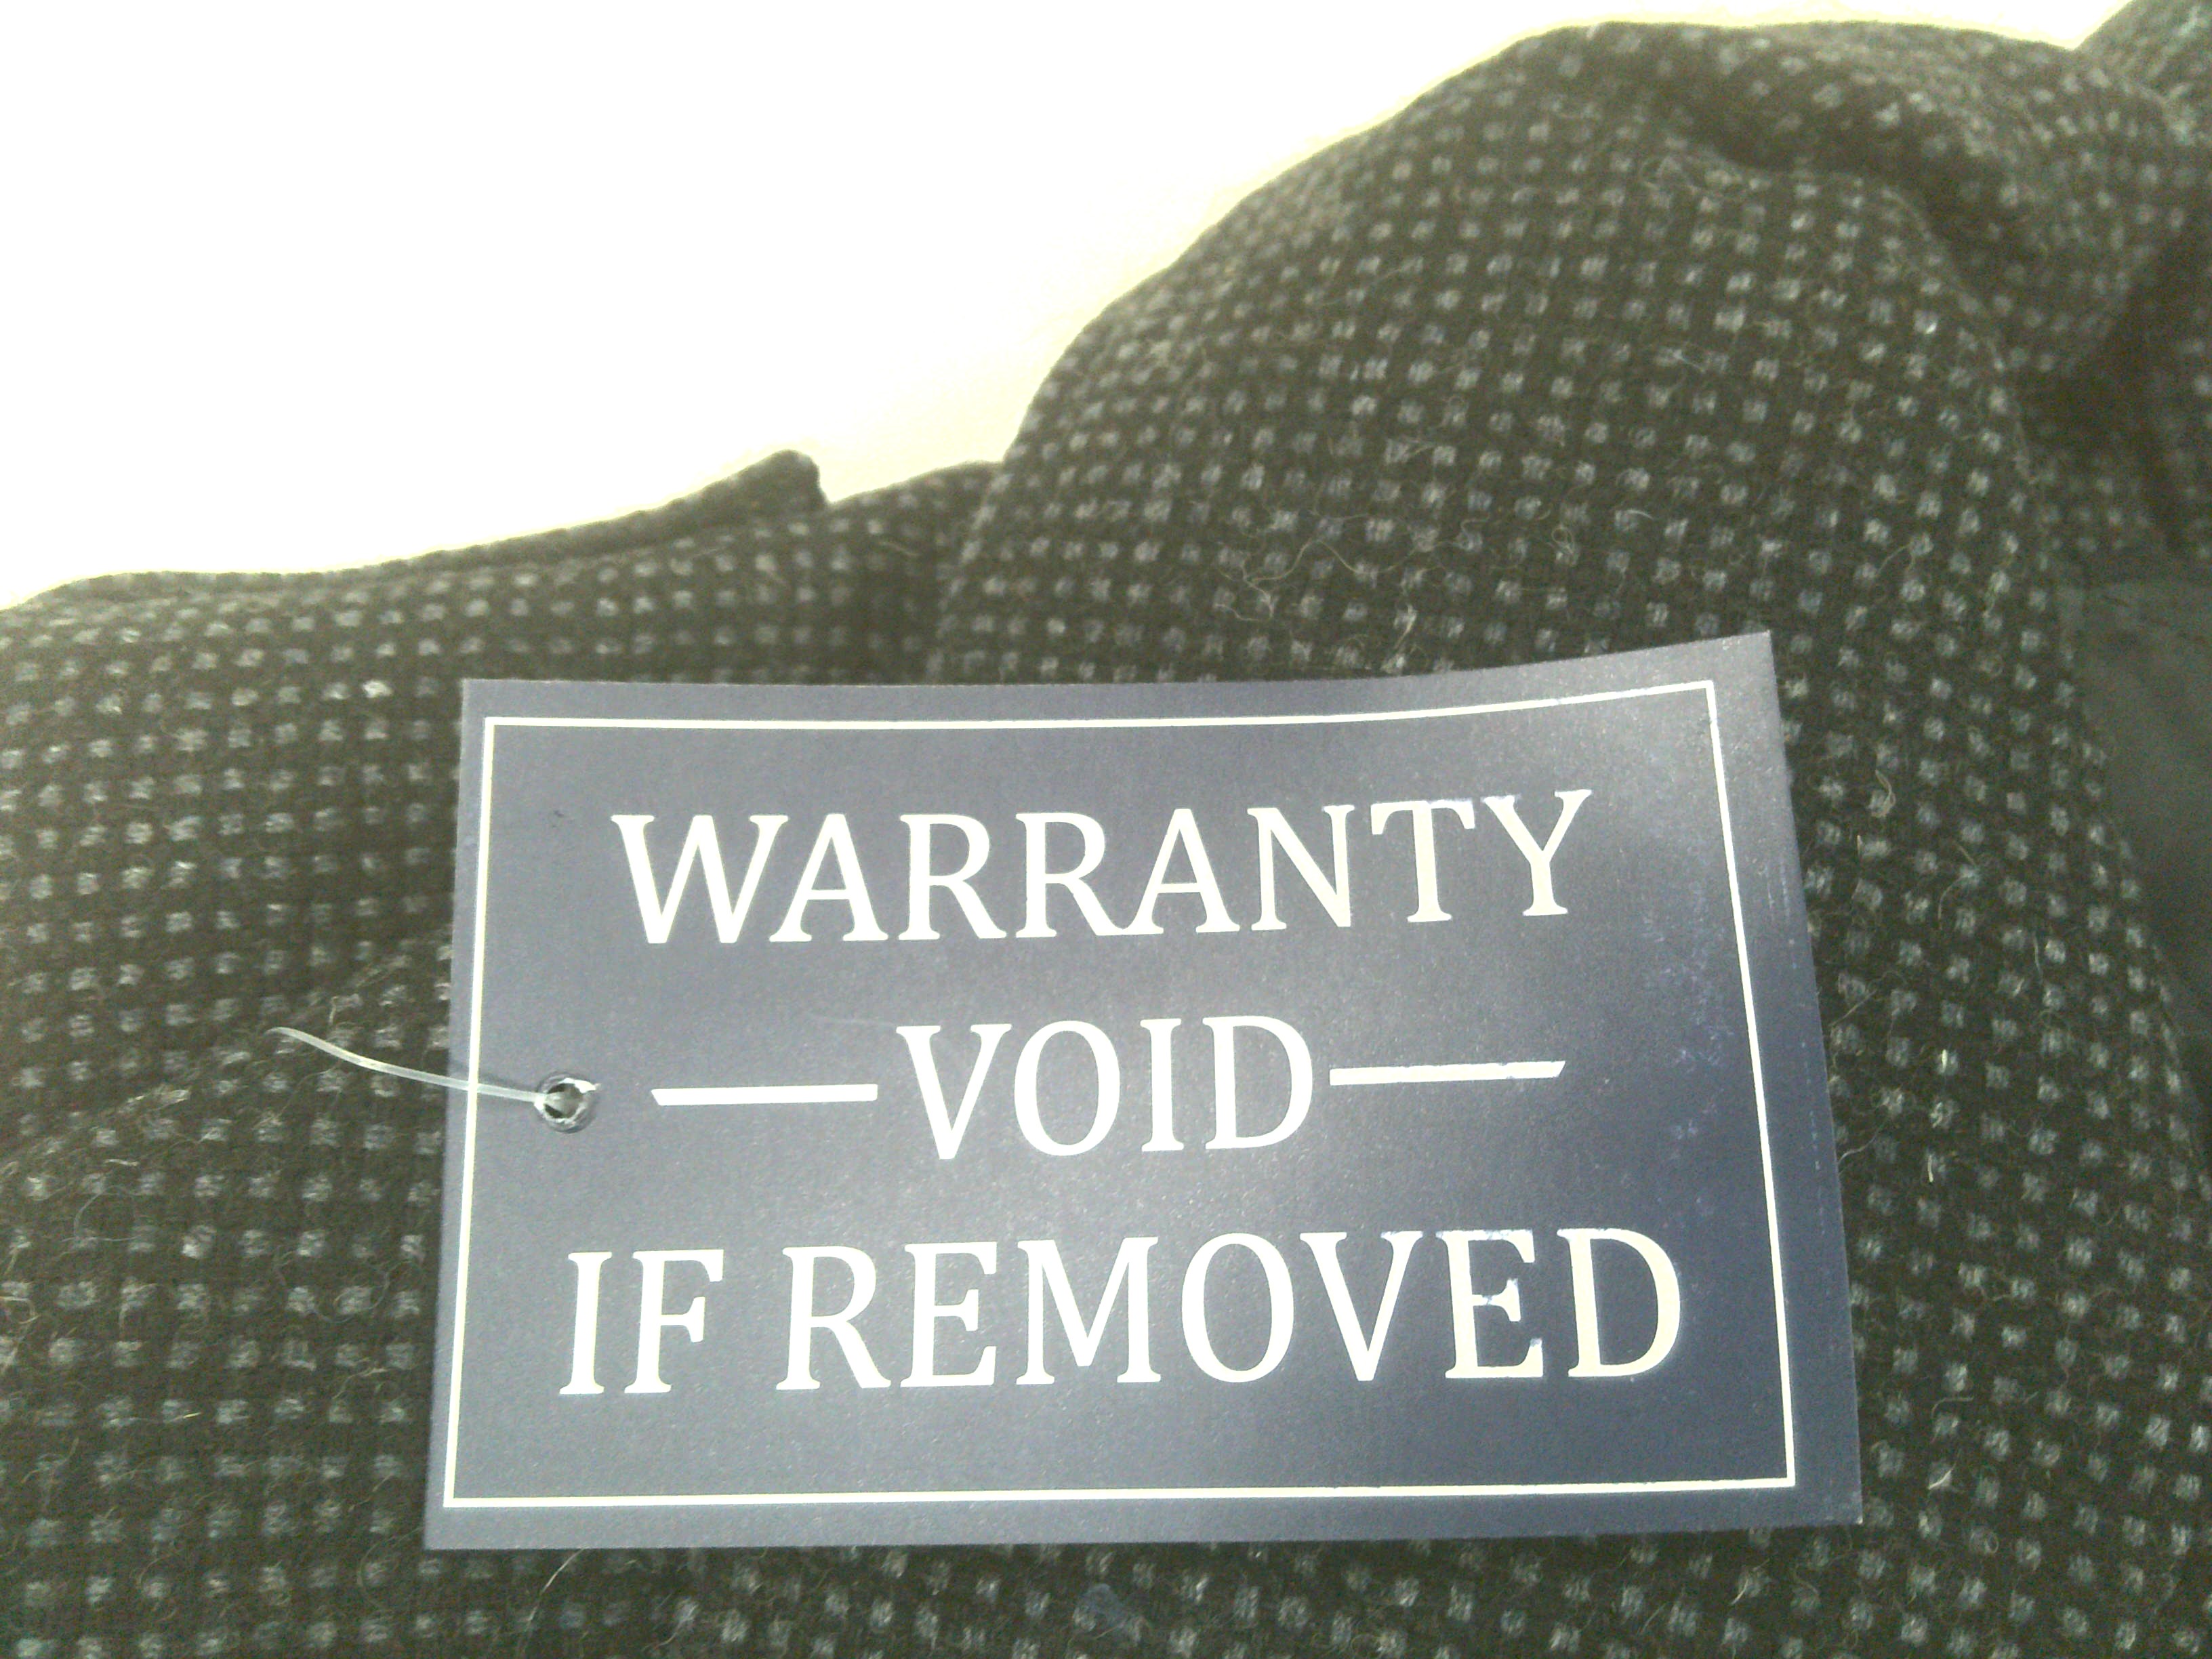 WARRANTY
—VOID—
IF REMOVED